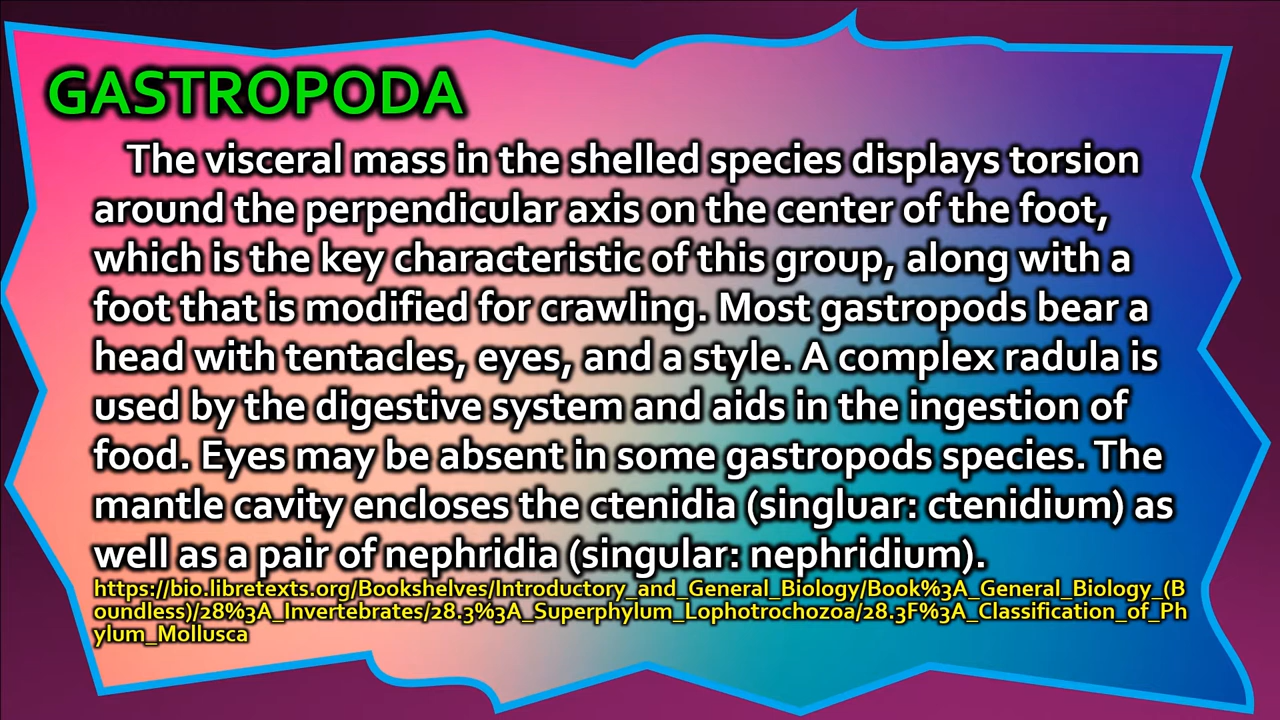 GASTROPODA
The visceral mass in the shelled species displays torsion
around the perpendicular axis on the center of the foot,
which is the key characteristic of this group, along with a
foot that is modified for crawling. Most gastropods bear a
head with tentacles, eyes, and a style. A complex radula is
used by the digestive system and aids in the ingestion of
food. Eyes may be absent in some gastropods species. The
mantle cavity encloses the ctenidia (singluar: ctenidium) as
well as a pair of nephridia (singular: nephridium).
https://bio.libretexts.org/Bookshelves/Introductory_and_General_Biology/Book%3A_General_Biology_(B
oundless)/28%3A_Invertebrates/28.3%3A_Superphylum_Lophotrochozoa/28.3F%3A_Classification_of_Ph
ylum_Mollusca